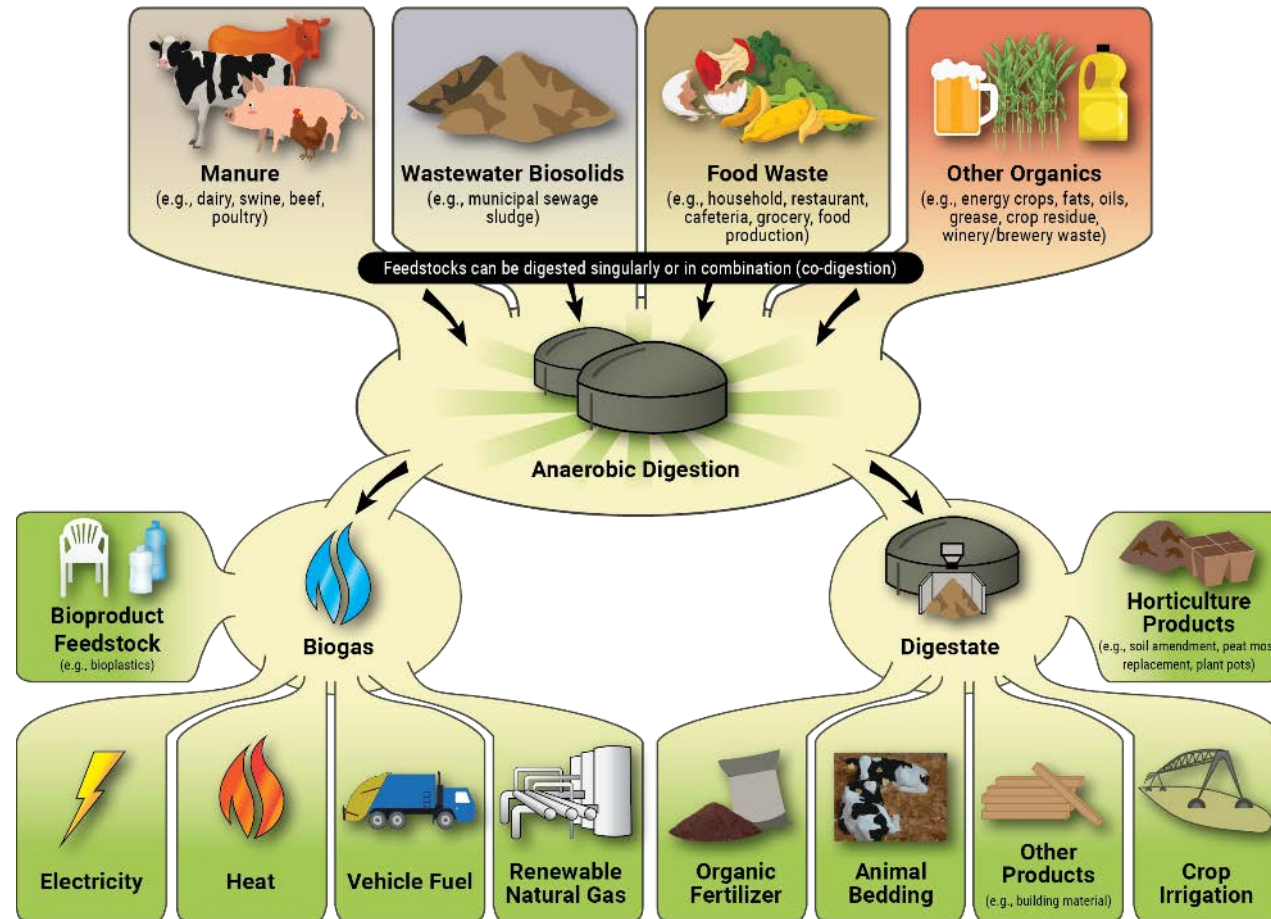 Manure
(e.g., dairy, swine, beef,
poultry)
Wastewater Biosolids
(e.g., municipal sewage
sludge)
Food Waste
(e.g., household, restaurant,
cafeteria, grocery, food
production)
Other Organics
(e.g., energy crops, fats, oils,
grease, crop residue,
winery/brewery waste)
Feedstocks can be digested singularly or in combination (co-digestion)
Anaerobic Digestion
Bioproduct
Feedstock
(e.g., bioplastics)
Biogas
Digestate
Horticulture
Products
(e.g., soil amendment, peat mos
replacement, plant pots)
Electricity
Heat
Vehicle Fuel
Renewable
Natural Gas
Organic
Fertilizer
Animal
Bedding
Other
Products
(e.g., building material)
Crop
Irrigation